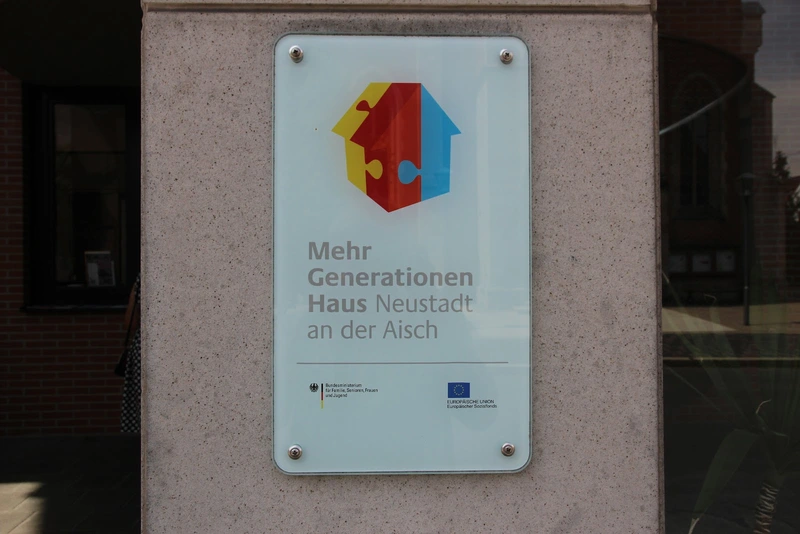 Mehr
Generationen
Haus Neustadt
an der Aisch
Bundesministerium
für Familie, Senioren, Frauen
und Jugend
EUROPÄISCHE UNION
Europäischer Sozialfonds